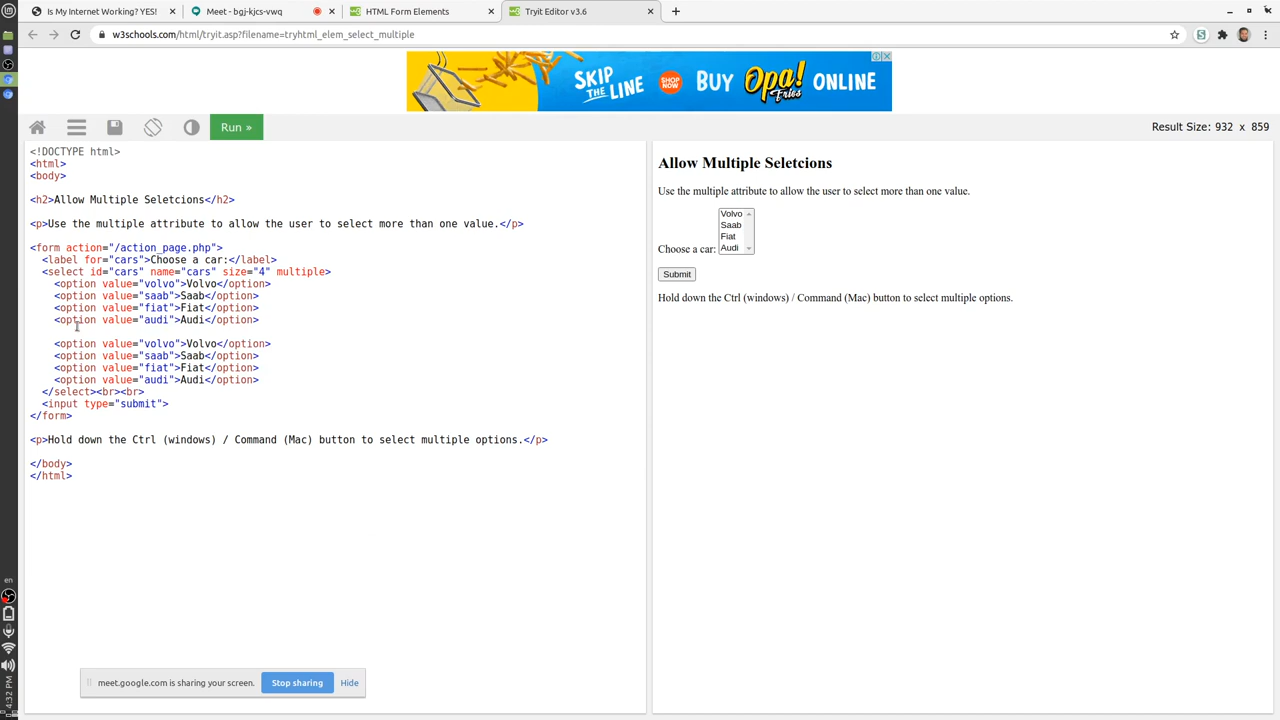 Is My Internet Working? YES!
Meet - bgj-kjcs-vwq
HTML Form Elements
Tryit Editor v3.6
w3schools.com/html/tryit.asp?filename=tryhtml_elem_select_multiple
SKIP THE LINE
SHOP NOW
BUY Opa! Fries ONLINE
Run »
Result Size: 932 x 859
<!DOCTYPE html>
<html>
<body>
<h2>Allow Multiple Seletcions</h2>
<p>Use the multiple attribute to allow the user to select more than one value.</p>
<form action="/action_page.php">
<label for="cars">Choose a car:</label>
<select id="cars" name="cars" size="4" multiple>
<option value="volvo">Volvo</option>
<option value="saab">Saab</option>
<option value="fiat">Fiat</option>
<option value="audi">Audi</option>
<option value="volvo">Volvo</option>
<option value="saab">Saab</option>
<option value="fiat">Fiat</option>
<option value="audi">Audi</option>
</select><br><br>
<input type="submit">
</form>
<p>Hold down the Ctrl (windows) / Command (Mac) button to select multiple options.</p>
</body>
</html>
Allow Multiple Seletcions
Use the multiple attribute to allow the user to select more than one value.
Volvo
Saab
Fiat
Choose a car: Audi
Submit
Hold down the Ctrl (windows) / Command (Mac) button to select multiple options.
meet.google.com is sharing your screen. Stop sharing Hide
en
4:32 PM